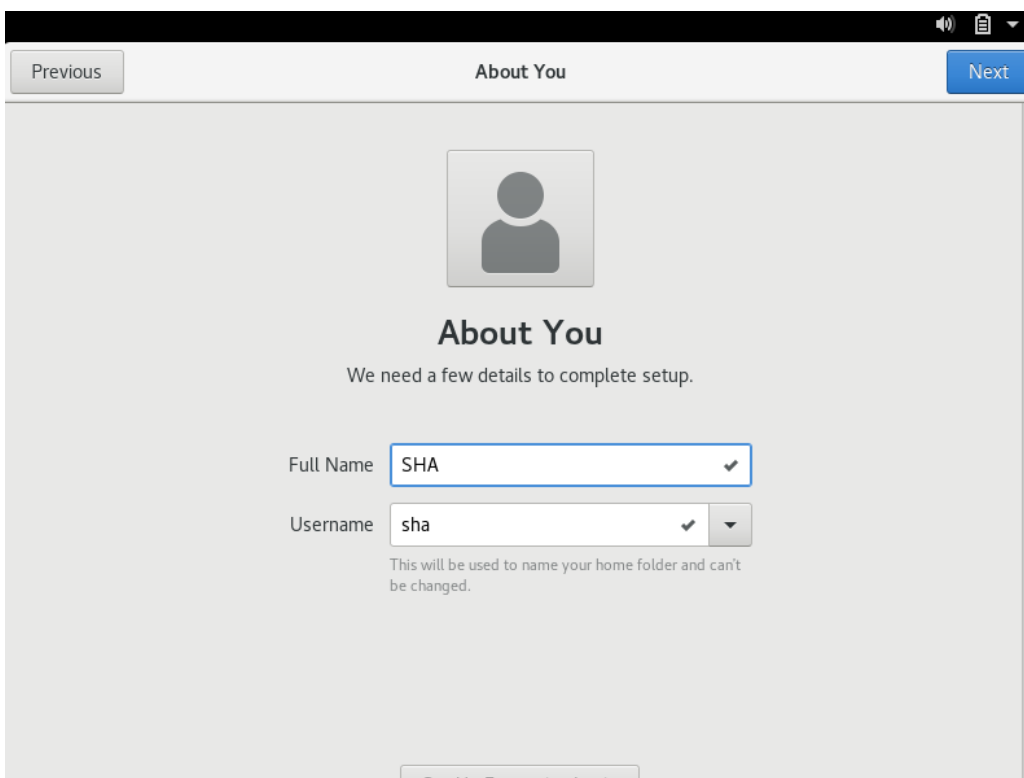 Previous
About You
Next
About You
We need a few details to complete setup.
Full Name SHA
Username sha
This will be used to name your home folder and can't
be changed.